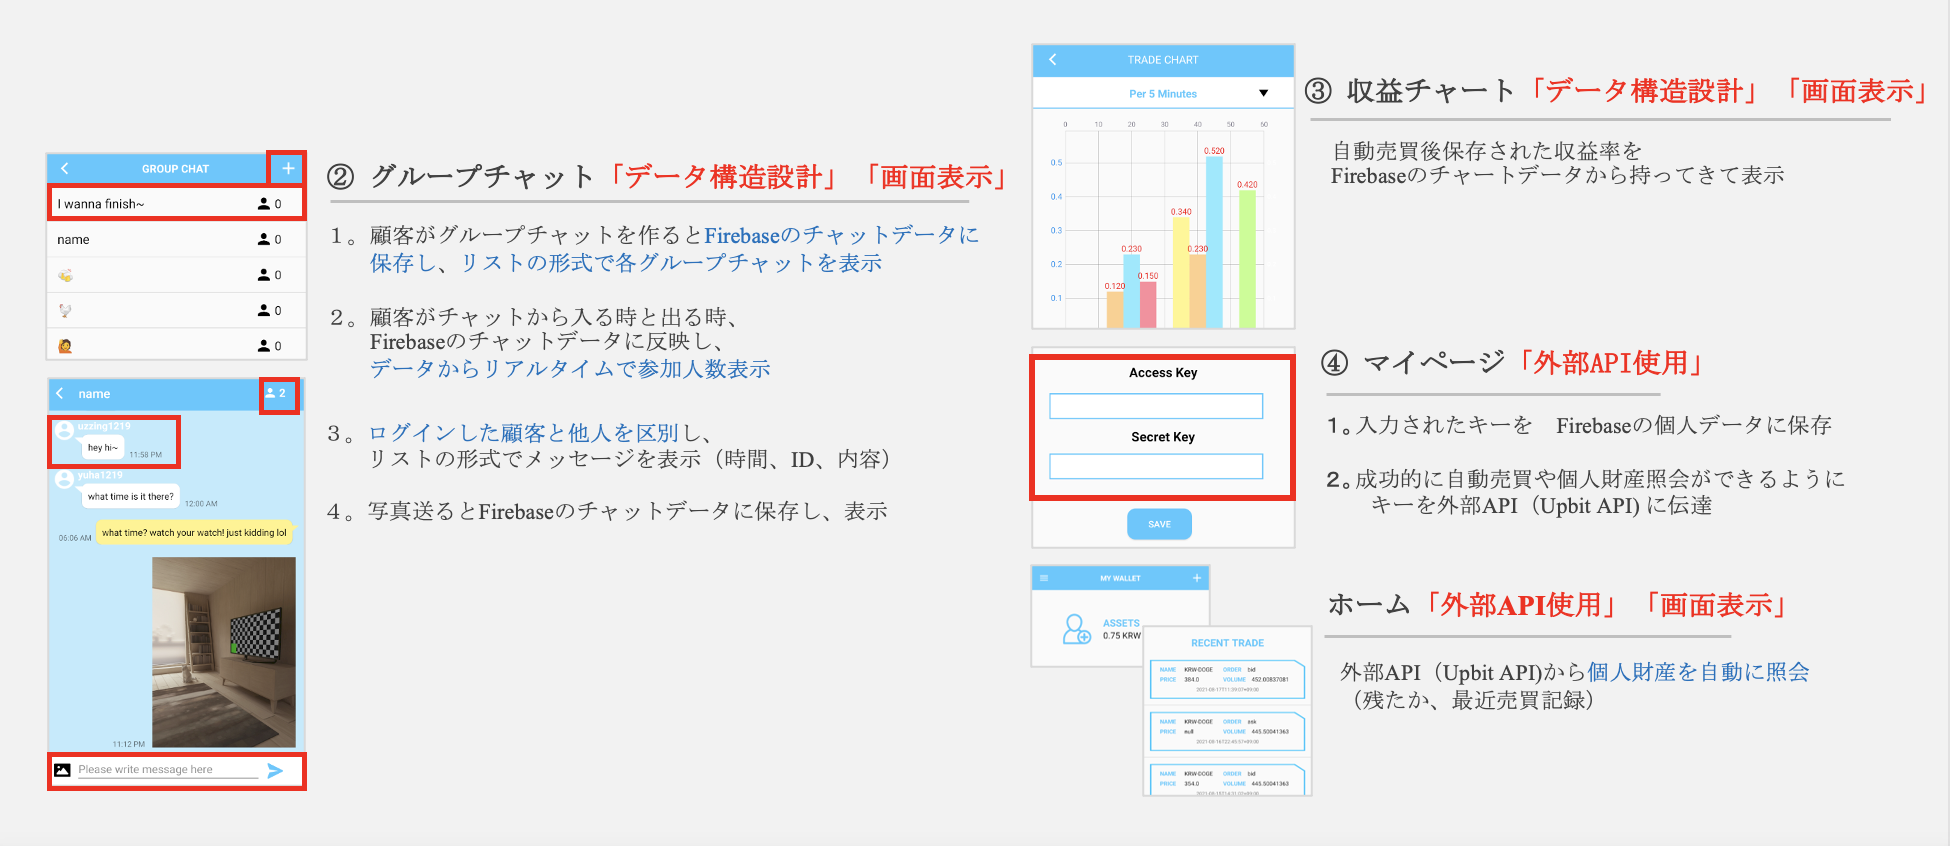 GROUP CHAT
I wanna finish~ 0
name 0
0
0
0
name 2
uzzing1219
hey hi~
11:58 PM
yuha1219
what time is it there?
12:00 AM
what time? watch your watch! just kidding lol
06:06 AM
11:12 PM
Please write message here
② グループチャット「データ構造設計」「画面表示」
１。顧客がグループチャットを作るとFirebaseのチャットデータに
保存し、リストの形式で各グループチャットを表示
２。顧客がチャットから入る時と出る時、
Firebaseのチャットデータに反映し、
データからリアルタイムで参加人数表示
３。ログインした顧客と他人を区別し、
リストの形式でメッセージを表示（時間、ID、内容）
４。写真送るとFirebaseのチャットデータに保存し、表示
TRADE CHART
Per 5 Minutes
0 10 20 30 40 50 60
0.5
0.4
0.3
0.2
0.1
0.120
0.230
0.150
0.340
0.230
0.520
0.420
③ 収益チャート「データ構造設計」「画面表示」
自動売買後保存された収益率を
Firebaseのチャートデータから持ってきて表示
Access Key
Secret Key
SAVE
④ マイページ「外部API使用」
1。入力されたキーを　Firebaseの個人データに保存
2。成功的に自動売買や個人財産照会ができるように
キーを外部API（Upbit API) に伝達
MY WALLET
ASSETS
0.75 KRW
RECENT TRADE
NAME KRW-DOGE ORDER bid
PRICE 384.0 VOLUME 452.00837081
2021-08-17T11:59:07+09:00
NAME KRW-DOGE ORDER ask
PRICE null VOLUME 445.50041363
2021-08-16T22:45:57+09:00
NAME KRW-DOGE ORDER bid
PRICE 354.0 VOLUME 445.50041363
ホーム「外部API使用」「画面表示」
外部API（Upbit API)から個人財産を自動に照会
（残たか、最近売買記録）